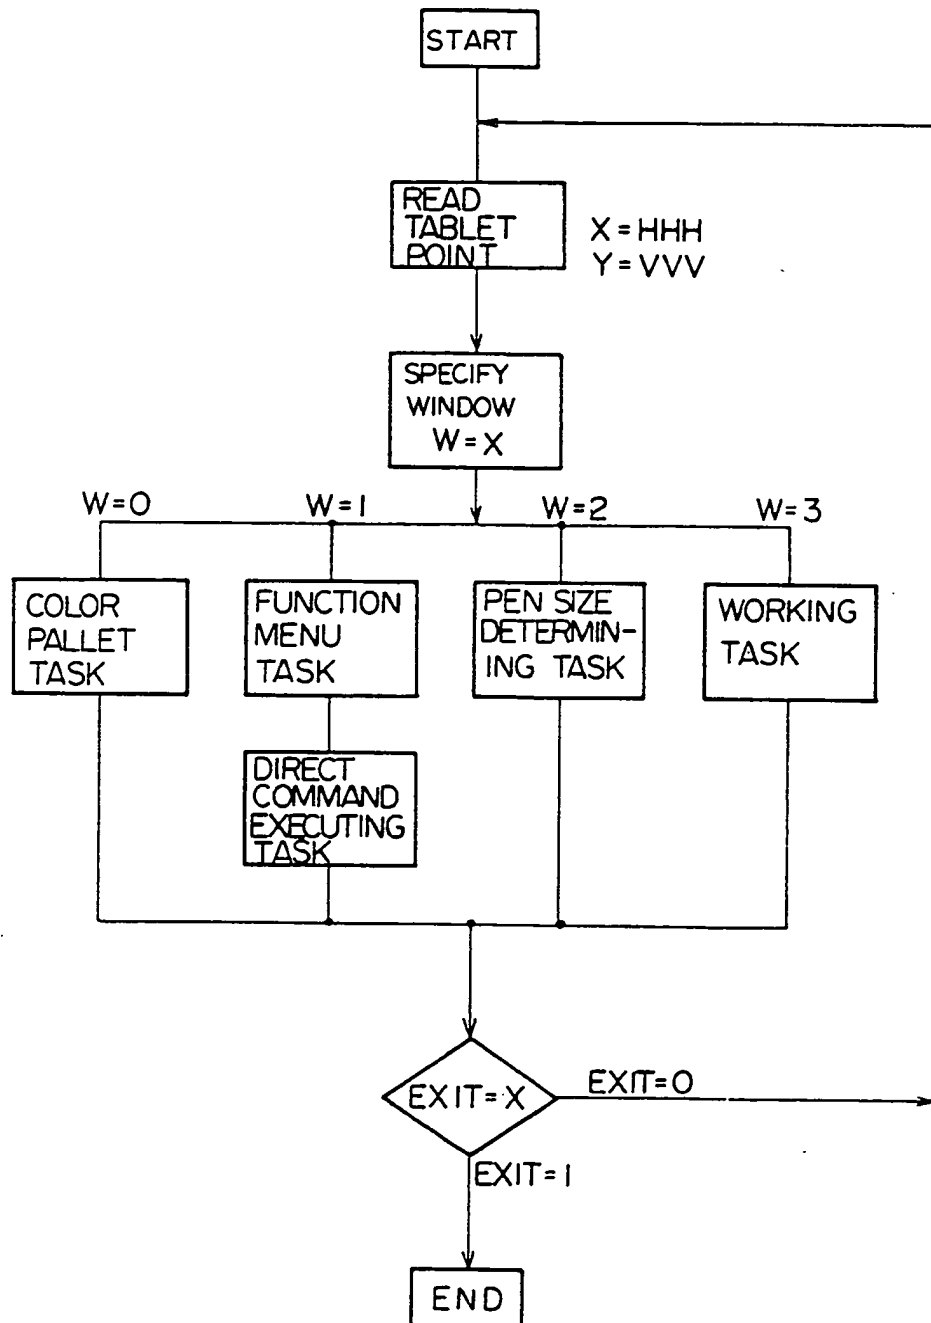 START
READ
TABLET
POINT
X=HHH
Y=VVV
SPECIFY
WINDOW
W=X
W=0
W=1
W=2
W=3
COLOR
PALLET
TASK
FUNCTION
MENU
TASK
PEN SIZE
DETERMIN-
ING TASK
WORKING
TASK
DIRECT
COMMAND
EXECUTING
TASK
EXIT=X
EXIT=0
EXIT=1
END